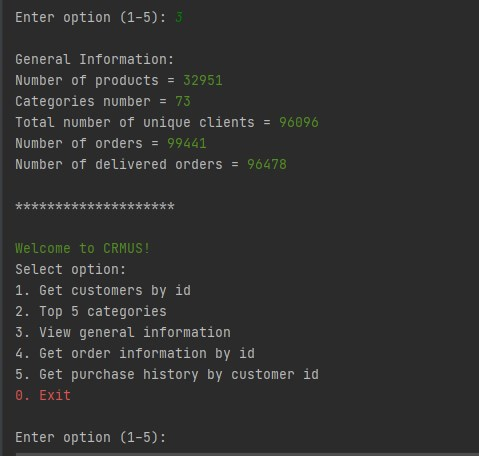 Enter option (1-5): 3
General Information:
Number of products = 32951
Categories number = 73
Total number of unique clients = 96096
Number of orders = 99441
Number of delivered orders = 96478
********************
Welcome to CRMUS!
Select option:
1. Get customers by id
2. Top 5 categories
3. View general information
4. Get order information by id
5. Get purchase history by customer id
0. Exit
Enter option (1-5):